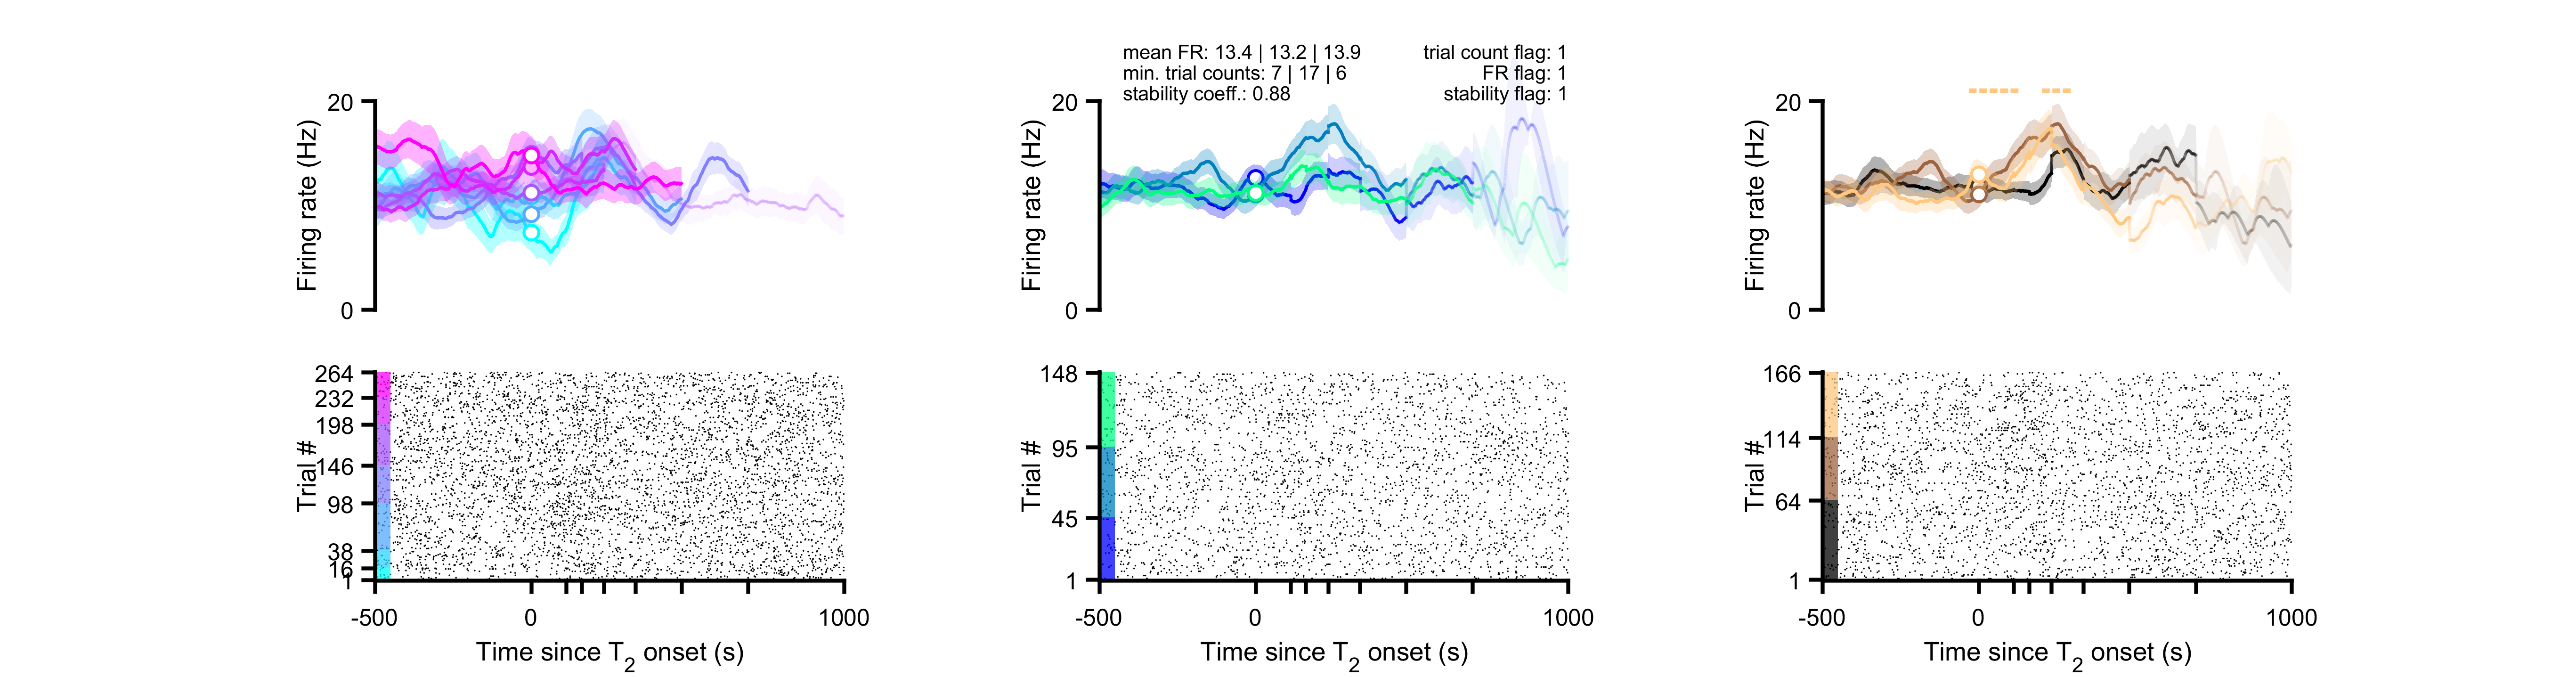 mean FR: 13.4 | 13.2 | 13.9
min. trial counts: 7 | 17 | 6
stability coeff.: 0.88
trial count flag: 1
FR flag: 1
stability flag: 1
20
Firing rate (Hz)
0
20
Firing rate (Hz)
0
20
Firing rate (Hz)
0
264
232
198
146
98
38
16
1
Trial #
-500
0
1000
Time since T2 onset (s)
148
95
45
1
Trial #
-500
0
1000
Time since T2 onset (s)
166
114
64
1
Trial #
-500
0
1000
Time since T2 onset (s)